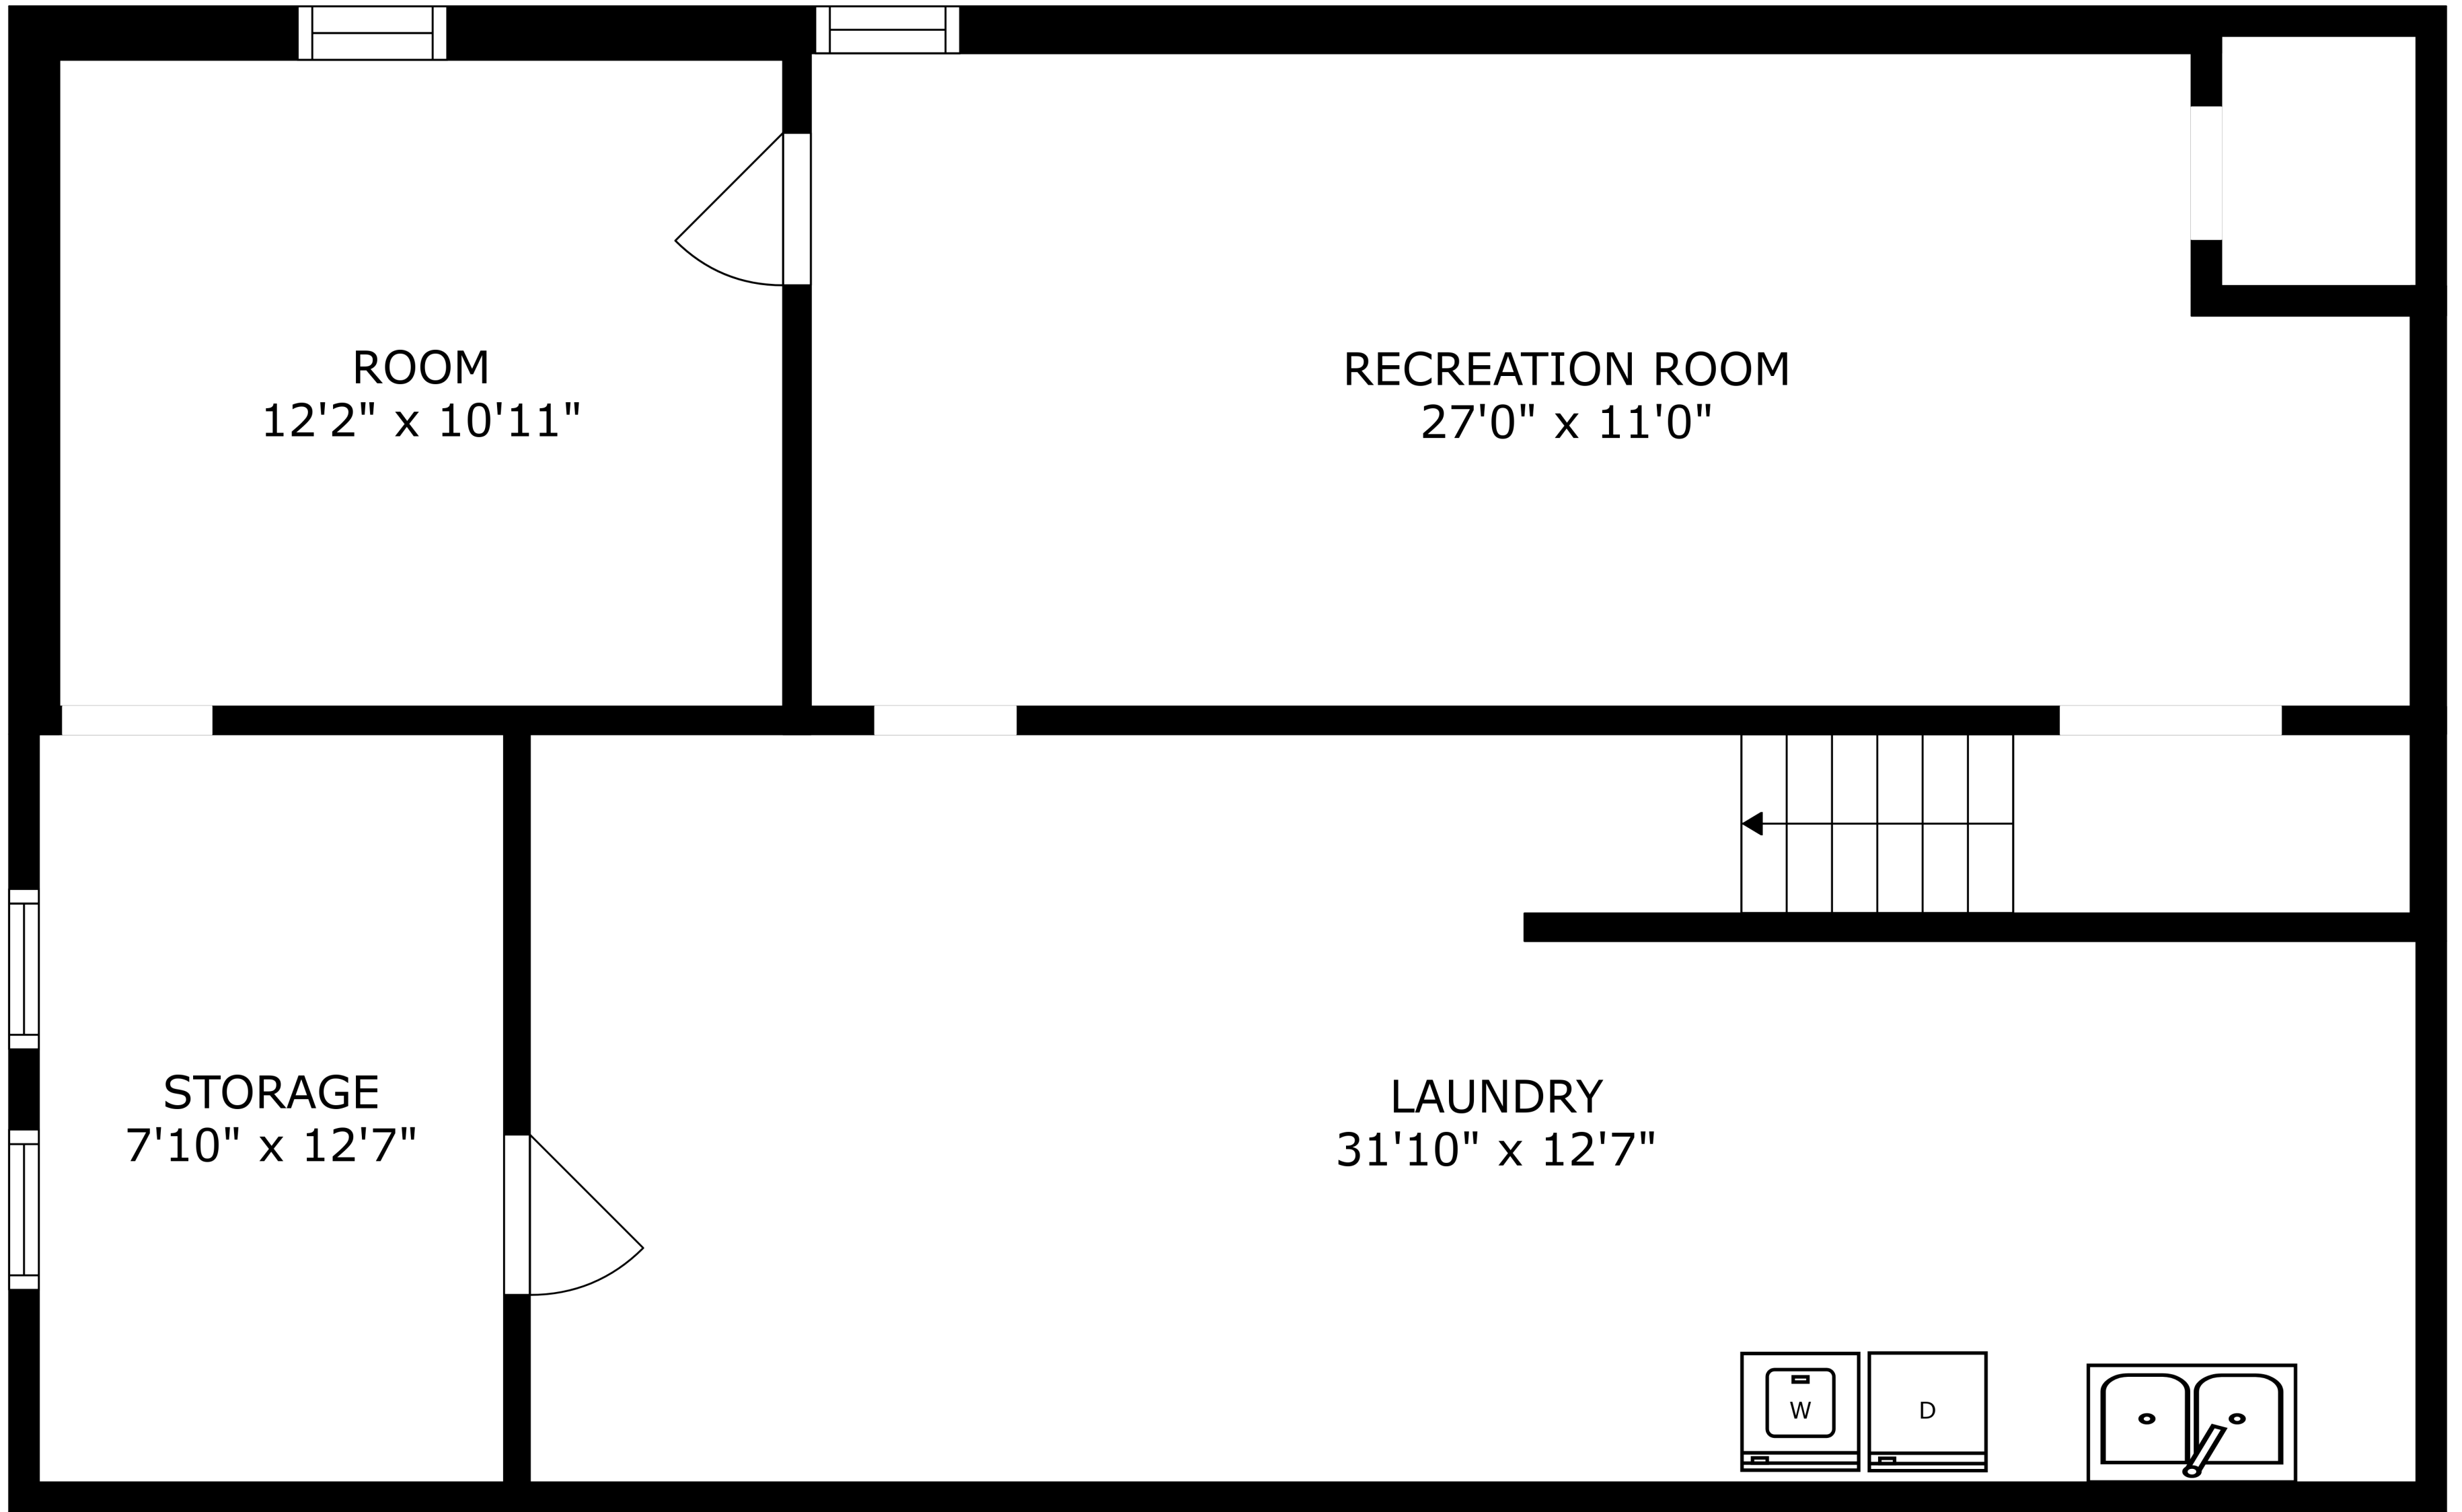 ROOM
12'2" x 10'11"
RECREATION ROOM
27'0" x 11'0"
STORAGE
7'10" x 12'7"
LAUNDRY
31'10" x 12'7"
W
D